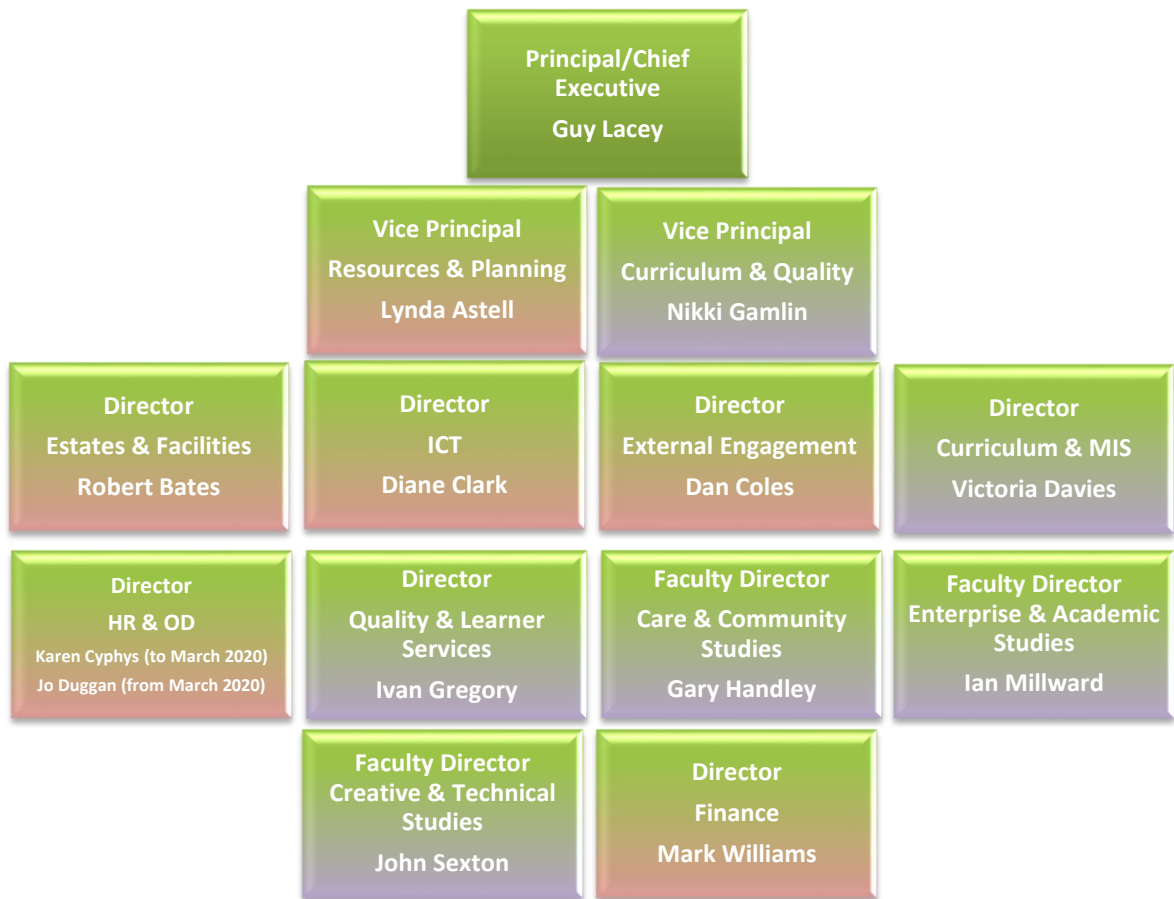 Principal/Chief
Executive
Guy Lacey
Vice Principal
Resources & Planning
Lynda Astell
Vice Principal
Curriculum & Quality
Nikki Gamlin
Director
Estates & Facilities
Robert Bates
Director
ICT
Diane Clark
Director
External Engagement
Dan Coles
Director
Curriculum & MIS
Victoria Davies
Director
HR & OD
Karen Cyphys (to March 2020)
Jo Duggan (from March 2020)
Director
Quality & Learner
Services
Ivan Gregory
Faculty Director
Care & Community
Studies
Gary Handley
Faculty Director
Enterprise & Academic
Studies
Ian Millward
Faculty Director
Creative & Technical
Studies
John Sexton
Director
Finance
Mark Williams